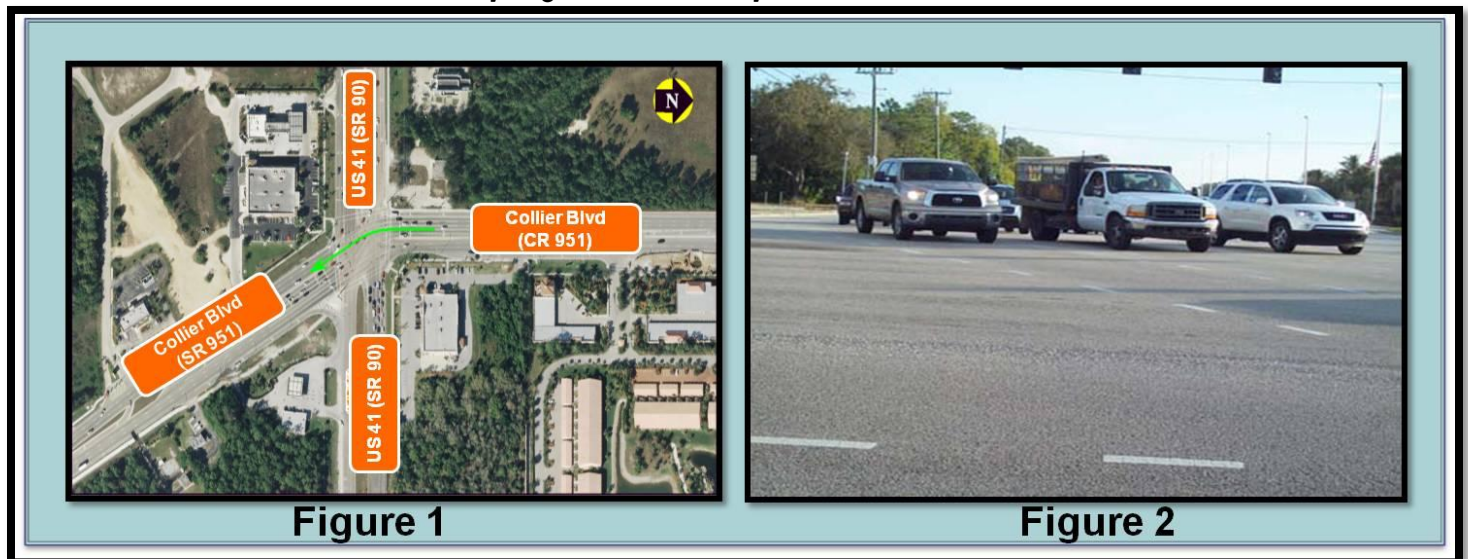 US 41 (SR 90)
N
Collier Blvd
(CR 951)
Collier Blvd
(SR 951)
US 41 (SR 90)
Figure 1
Figure 2